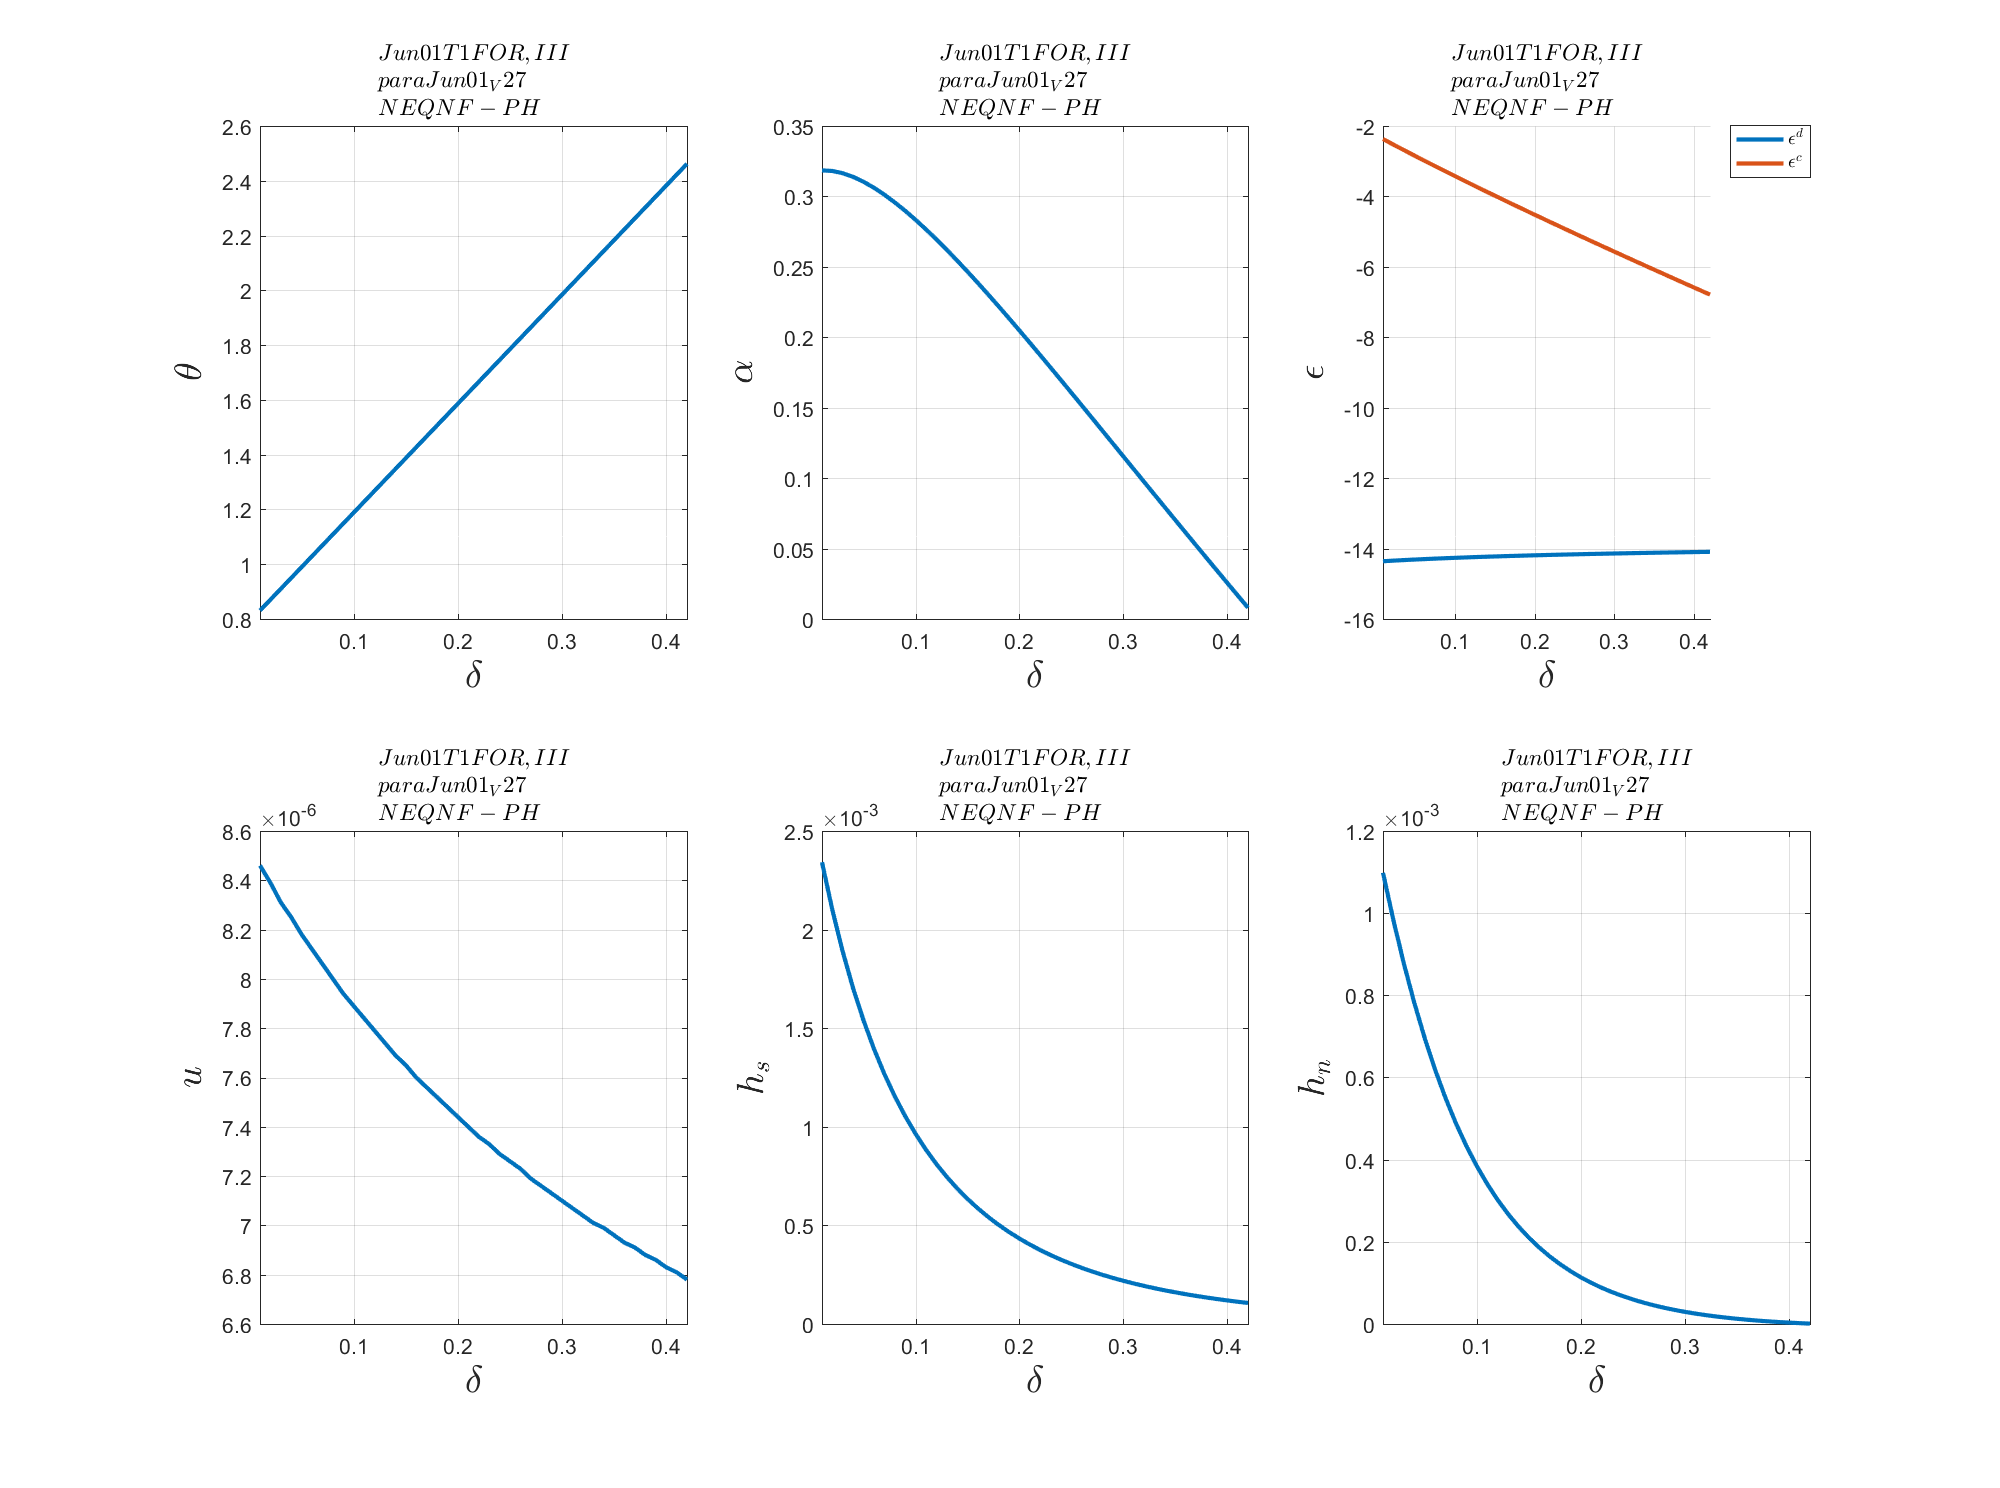 Jun01T1FOR, III
paraJun01_V27
NEQNF − PH
2.6
2.4
2.2
2
1.8
1.6
1.4
1.2
1
0.8
θ
0.1 0.2 0.3 0.4
δ
Jun01T1FOR, III
paraJun01_V27
NEQNF − PH
0.35
0.3
0.25
0.2
0.15
0.1
0.05
0
α
0.1 0.2 0.3 0.4
δ
Jun01T1FOR, III
paraJun01_V27
NEQNF − PH
-2
-4
-6
-8
-10
-12
-14
-16
ϵ
0.1 0.2 0.3 0.4
δ
ϵ^d
ϵ^c
Jun01T1FOR, III
paraJun01_V27
NEQNF − PH
×10^-6
8.6
8.4
8.2
8
7.8
7.6
7.4
7.2
7
6.8
6.6
u
0.1 0.2 0.3 0.4
δ
Jun01T1FOR, III
paraJun01_V27
NEQNF − PH
×10^-3
2.5
2
1.5
1
0.5
0
h_s
0.1 0.2 0.3 0.4
δ
Jun01T1FOR, III
paraJun01_V27
NEQNF − PH
×10^-3
1.2
1
0.8
0.6
0.4
0.2
0
h_n
0.1 0.2 0.3 0.4
δ